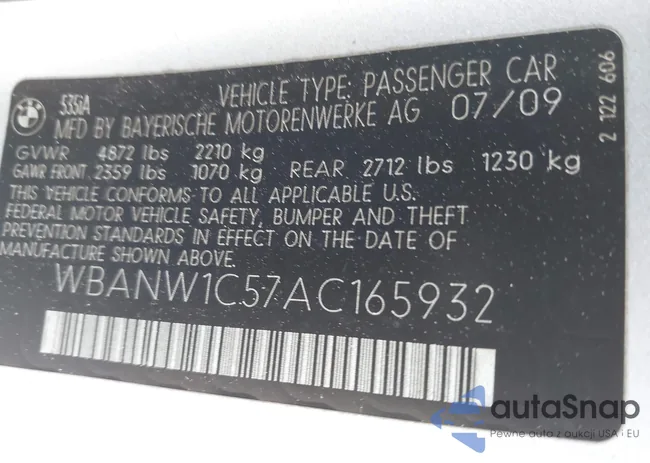 BMW
535iA
VEHICLE TYPE: PASSENGER CAR
MFD BY BAYERISCHE MOTORENWERKE AG 07/09
GVWR 4872 lbs 2210 kg
GAWR FRONT 2359 lbs 1070 kg REAR 2712 lbs 1230 kg
THIS VEHICLE CONFORMS TO ALL APPLICABLE U.S.
FEDERAL MOTOR VEHICLE SAFETY, BUMPER AND THEFT
PREVENTION STANDARDS IN EFFECT ON THE DATE OF
MANUFACTURE SHOWN ABOVE.
WBANW1C57AC165932
2 122 606
autaSnap
Pewne auto z aukcji USA i EU